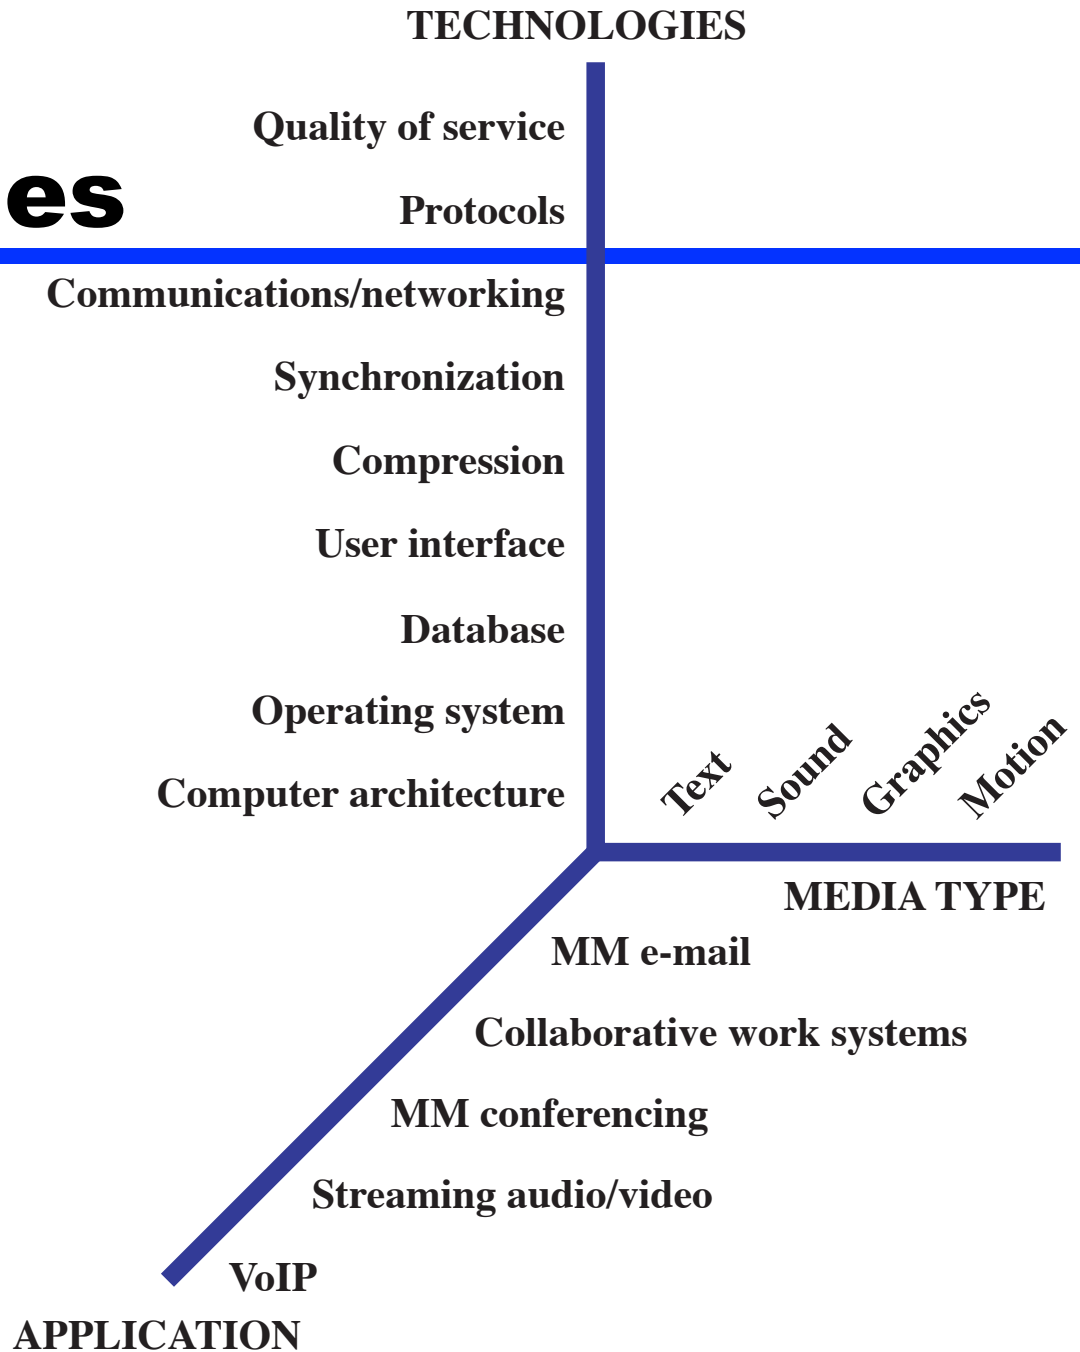 TECHNOLOGIES
Quality of service
es
Protocols
Communications/networking
Synchronization
Compression
User interface
Database
Operating system
Computer architecture
Text
Sound
Graphics
Motion
MEDIA TYPE
MM e-mail
Collaborative work systems
MM conferencing
Streaming audio/video
VoIP
APPLICATION